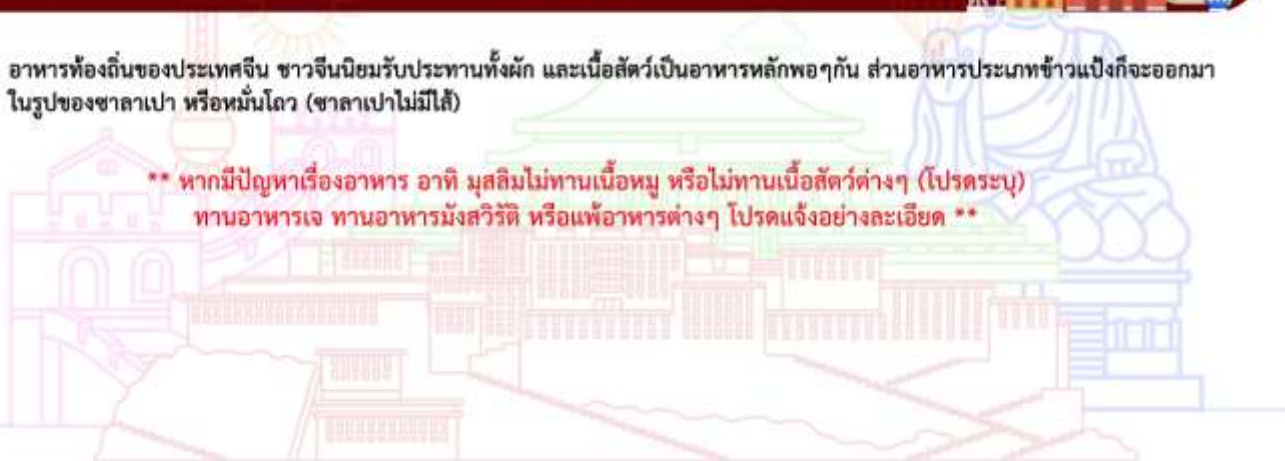 อาหารท้องถิ่นของประเทศจีน ชาวจีนนิยมรับประทานทั้งผัก และเนื้อสัตว์เป็นอาหารหลักพอๆกัน ส่วนอาหารประเภทข้าวแป้งก็จะออกมา
ในรูปของซาลาเปา หรือหมั่นโถว (ซาลาเปาไม่มีไส้)
** หากมีปัญหาเรื่องอาหาร อาทิ มุสลิมไม่ทานเนื้อหมู หรือไม่ทานเนื้อสัตว์ต่างๆ (โปรดระบุ)
ทานอาหารเจ ทานอาหารมังสวิรัติ หรือแพ้อาหารต่างๆ โปรดแจ้งอย่างละเอียด **